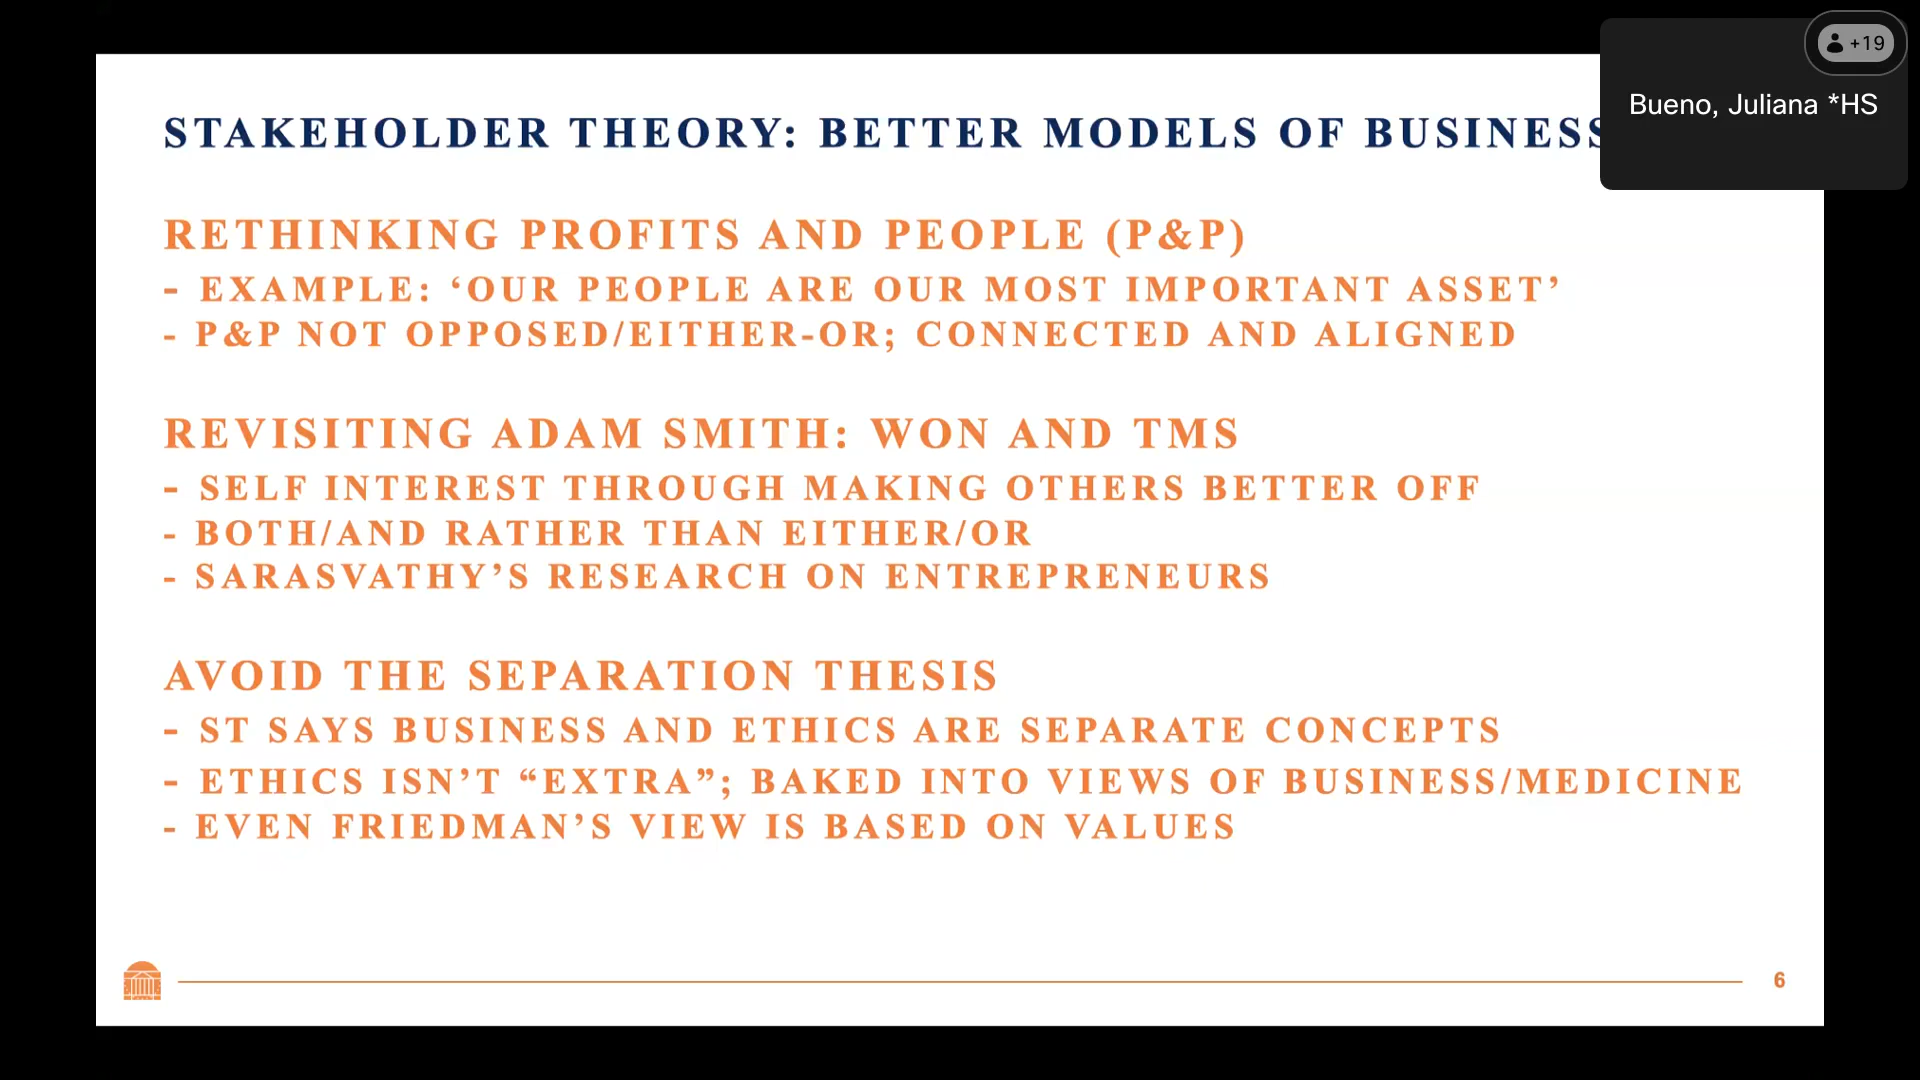 +19
Bueno, Juliana *HS
STAKEHOLDER THEORY: BETTER MODELS OF BUSINESS
RETHINKING PROFITS AND PEOPLE (P&P)
- EXAMPLE: ‘OUR PEOPLE ARE OUR MOST IMPORTANT ASSET’
- P&P NOT OPPOSED/EITHER-OR; CONNECTED AND ALIGNED
REVISITING ADAM SMITH: WON AND TMS
- SELF INTEREST THROUGH MAKING OTHERS BETTER OFF
- BOTH/AND RATHER THAN EITHER/OR
- SARASVATHY’S RESEARCH ON ENTREPRENEURS
AVOID THE SEPARATION THESIS
- ST SAYS BUSINESS AND ETHICS ARE SEPARATE CONCEPTS
- ETHICS ISN’T “EXTRA”; BAKED INTO VIEWS OF BUSINESS/MEDICINE
- EVEN FRIEDMAN’S VIEW IS BASED ON VALUES
6